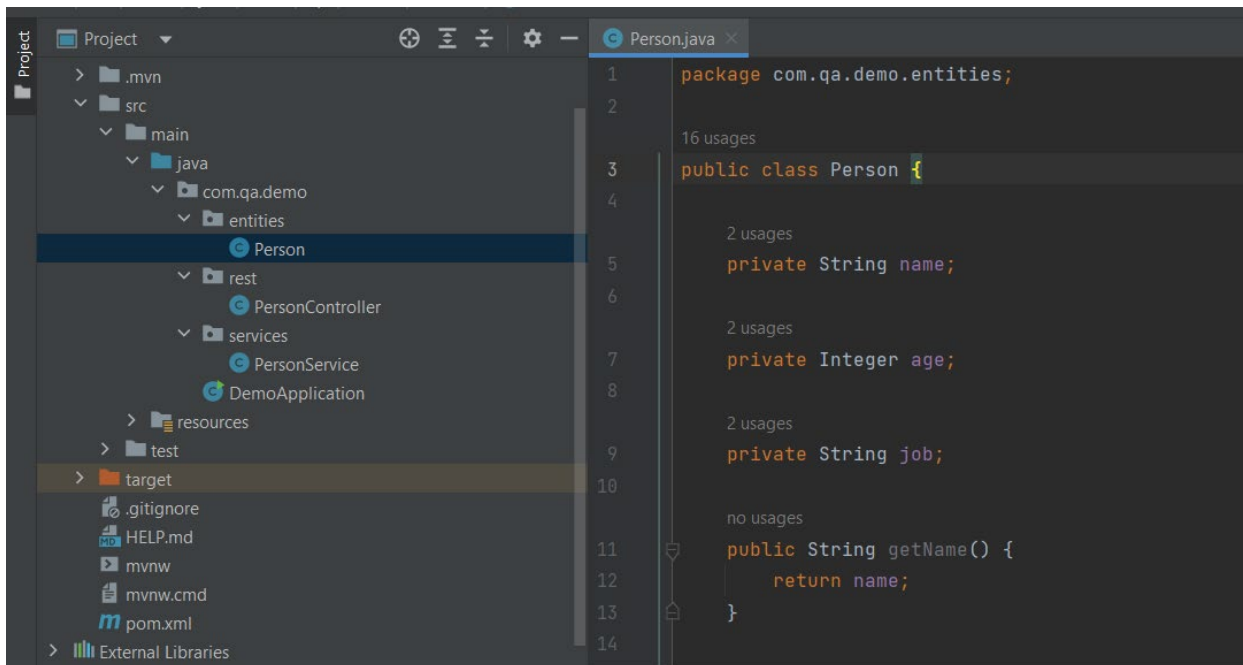 Project
Project
.mvn
src
main
java
com.qa.demo
entities
Person
rest
PersonController
services
PersonService
DemoApplication
resources
test
target
.gitignore
HELP.md
mvnw
mvnw.cmd
pom.xml
External Libraries
Person.java
1 package com.qa.demo.entities;
2
16 usages
3 public class Person {
4
2 usages
5 private String name;
6
2 usages
7 private Integer age;
8
2 usages
9 private String job;
10
no usages
11 public String getName() {
12 return name;
13 }
14